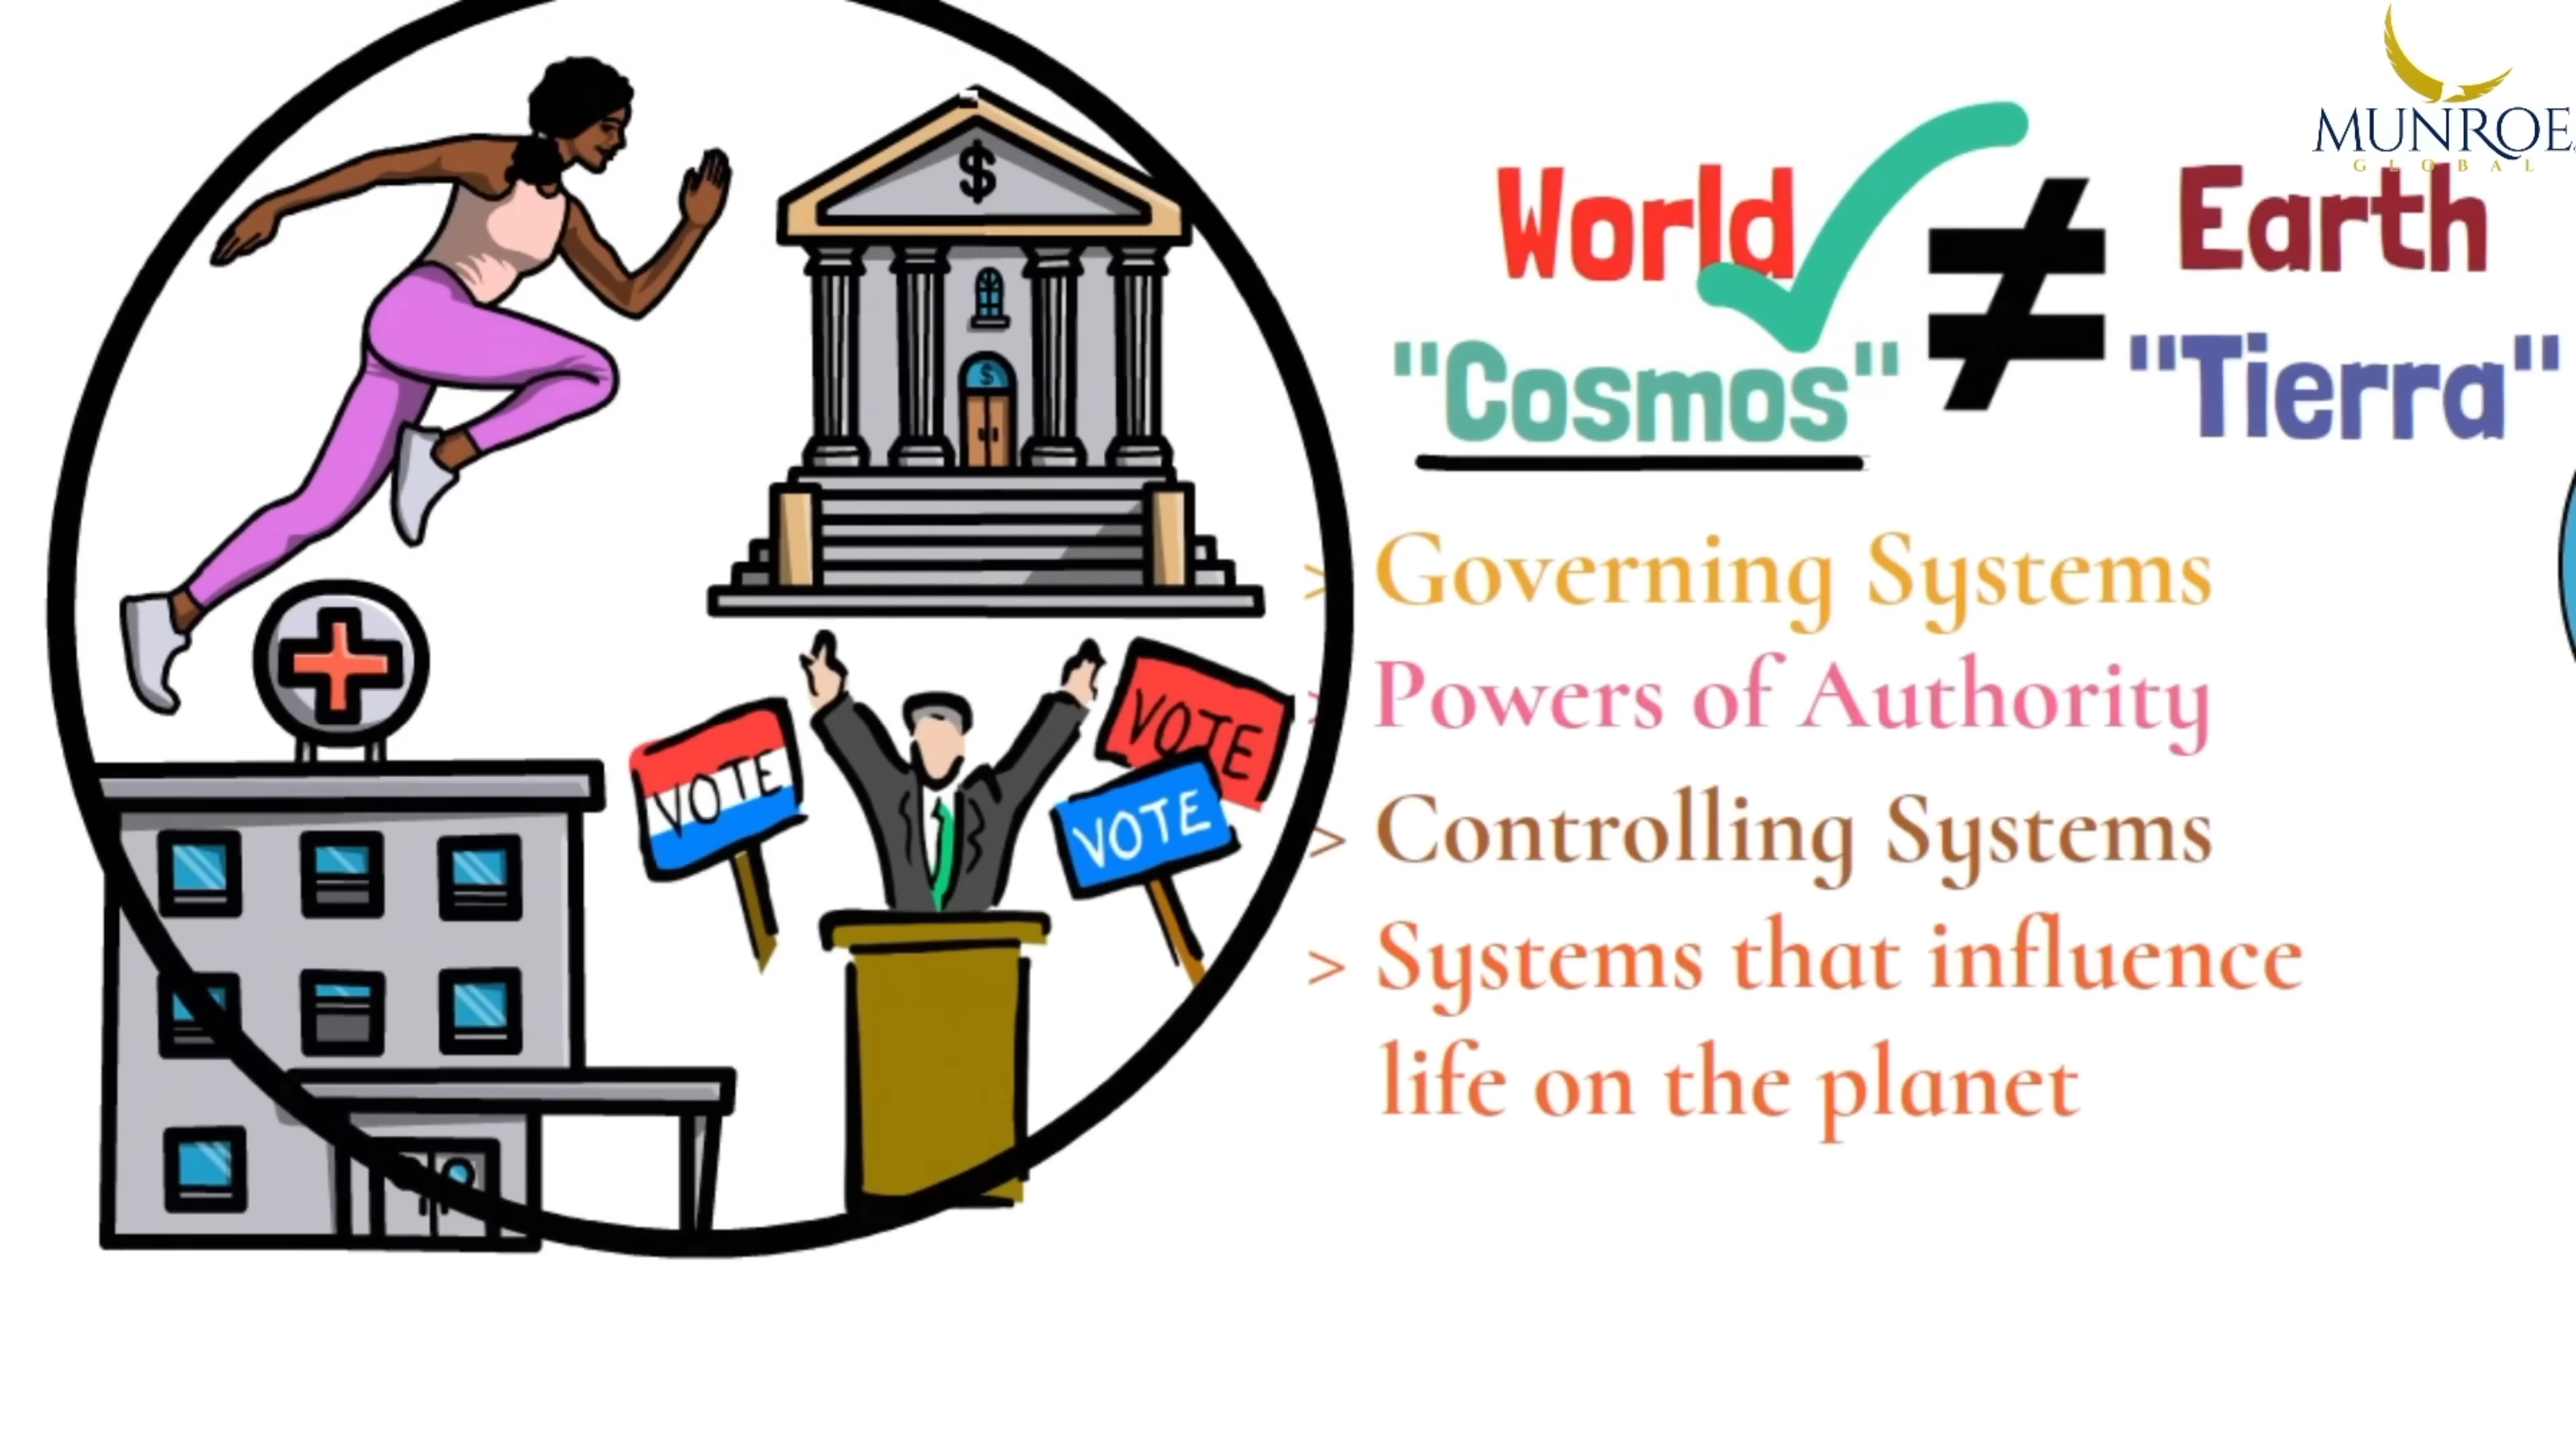 MUNROE
GLOBAL
World ≠ Earth
"Cosmos" "Tierra"
> Governing Systems
> Powers of Authority
> Controlling Systems
> Systems that influence
life on the planet
$
$
VOTE
VOTE
VOTE